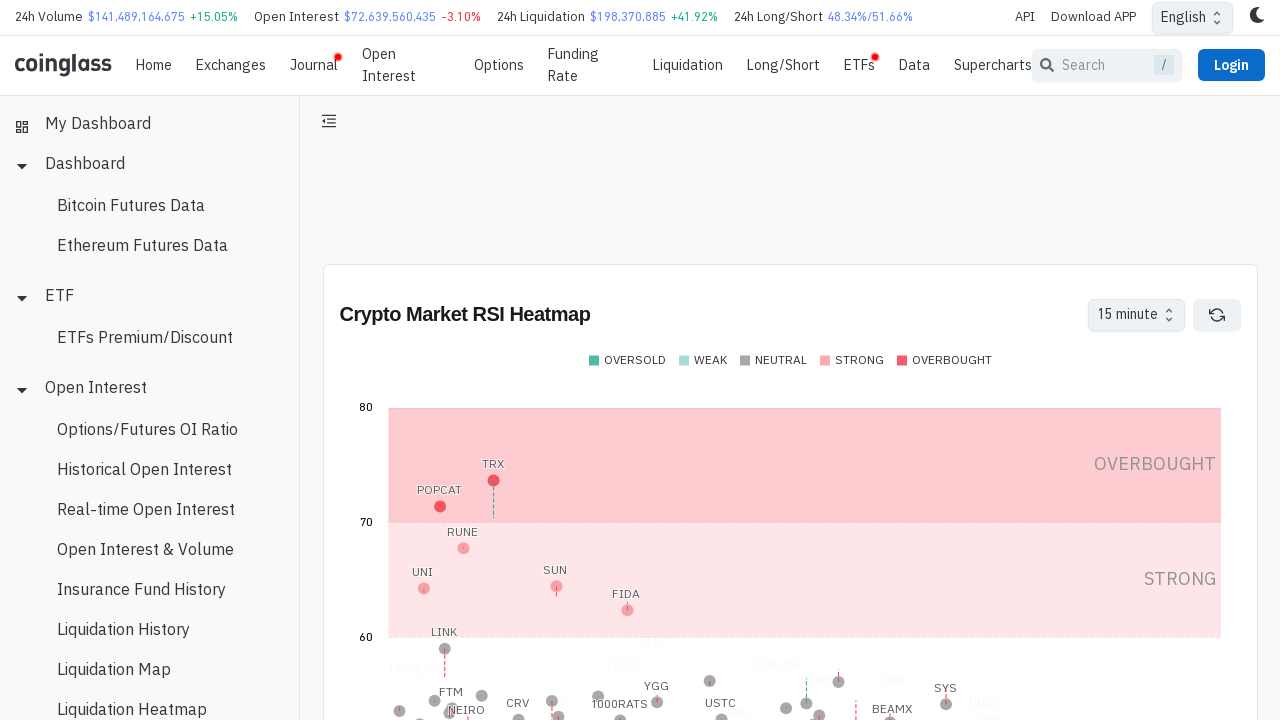 24h Volume $141,489,164,675 +15.05% Open Interest $72,639,560,435 -3.10% 24h Liquidation $198,370,885 +41.92% 24h Long/Short 48.34%/51.66% API Download APP English
coinglass Home Exchanges Journal Open Interest Options Funding Rate Liquidation Long/Short ETFs Data Supercharts Search / Login
My Dashboard
Dashboard
Bitcoin Futures Data
Ethereum Futures Data
ETF
ETFs Premium/Discount
Open Interest
Options/Futures OI Ratio
Historical Open Interest
Real-time Open Interest
Open Interest & Volume
Insurance Fund History
Liquidation History
Liquidation Map
Liquidation Heatmap
Crypto Market RSI Heatmap 15 minute
OVERSOLD WEAK NEUTRAL STRONG OVERBOUGHT
80
TRX OVERBOUGHT
POPCAT
70
RUNE
UNI SUN STRONG
FIDA
LINK
60
YGG SYS
FTM
NEIRO CRV 1000RATS USTC BEAMX